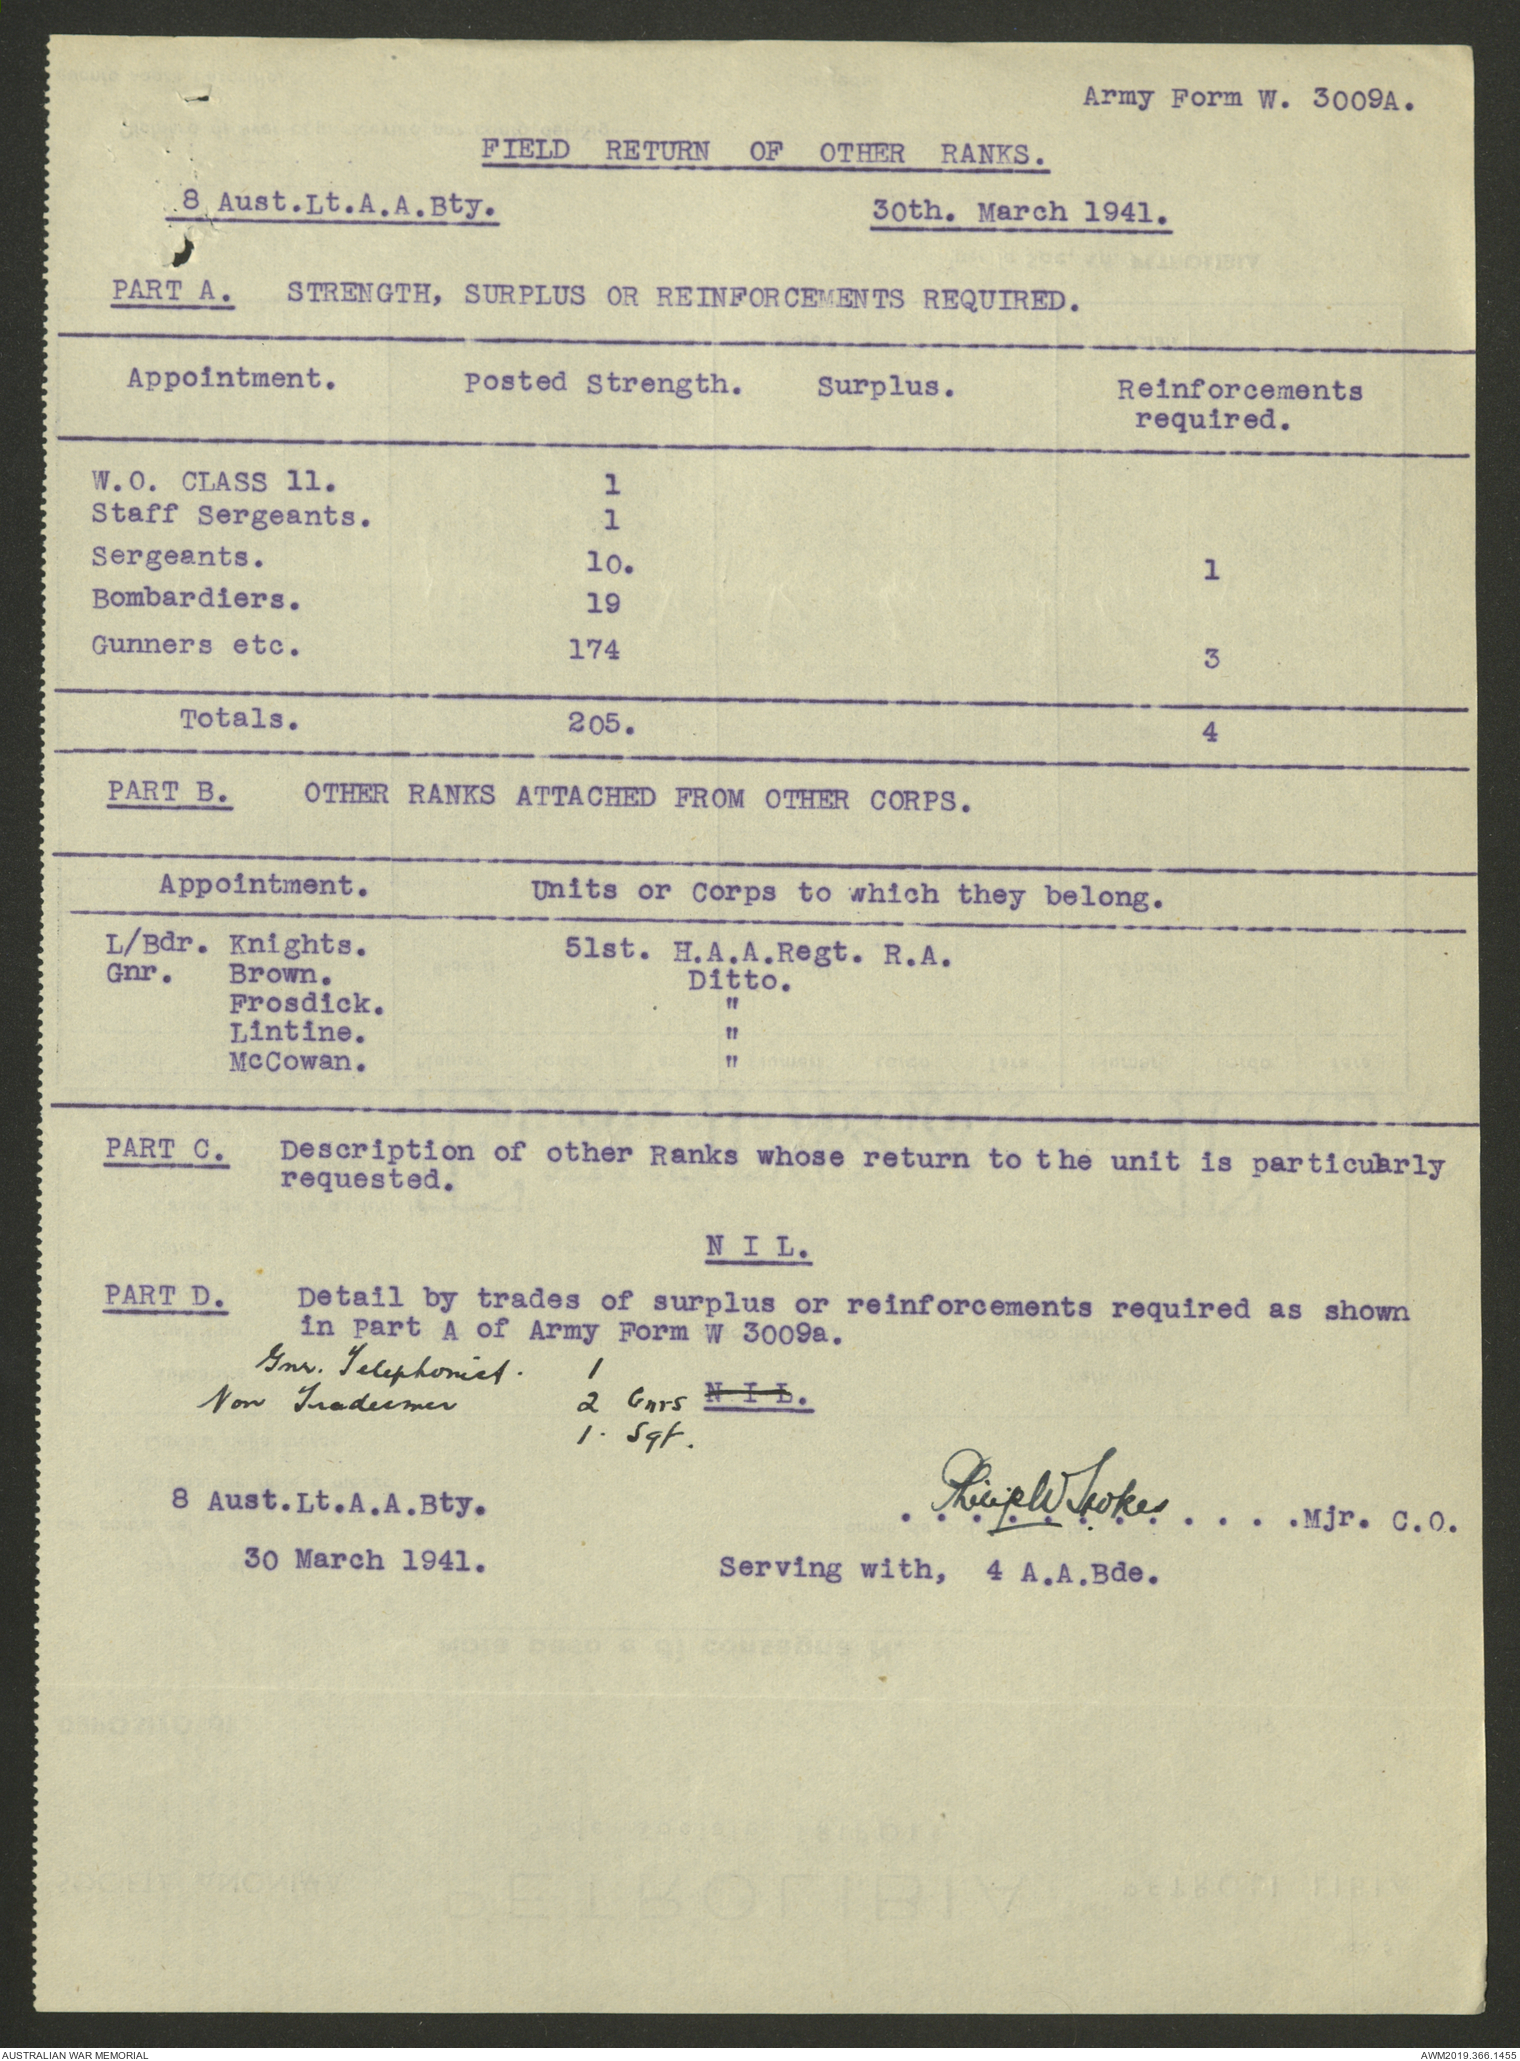 Army Form W. 3009A.
FIELD RETURN OF OTHER RANKS.
8 Aust.Lt.A.A.Bty. 30th. March 1941.
PART A. STRENGTH, SURPLUS OR REINFORCEMENTS REQUIRED.
Appointment. Posted Strength. Surplus. Reinforcements
required.
W.O. CLASS 11. 1
Staff Sergeants. 1
Sergeants. 10. 1
Bombardiers. 19
Gunners etc. 174 3
Totals. 205. 4
PART B. OTHER RANKS ATTACHED FROM OTHER CORPS.
Appointment. Units or Corps to which they belong.
L/Bdr. Knights. 51st. H.A.A.Regt. R.A.
Gnr. Brown. Ditto.
Frosdick. "
Lintine. "
McCowan. "
PART C. Description of other Ranks whose return to the unit is particularly
requested.
N I L.
PART D. Detail by trades of surplus or reinforcements required as shown
in Part A of Army Form W 3009a.
Gnr. Telephonist. 1
Non Tradesmen 2 Gnrs N I L.
1. Sgt.
8 Aust.Lt.A.A.Bty. Philip W Stokes Mjr. C.O.
30 March 1941. Serving with, 4 A.A.Bde.
PETROLIBIA
AUSTRALIAN WAR MEMORIAL AWM2019.366.1455